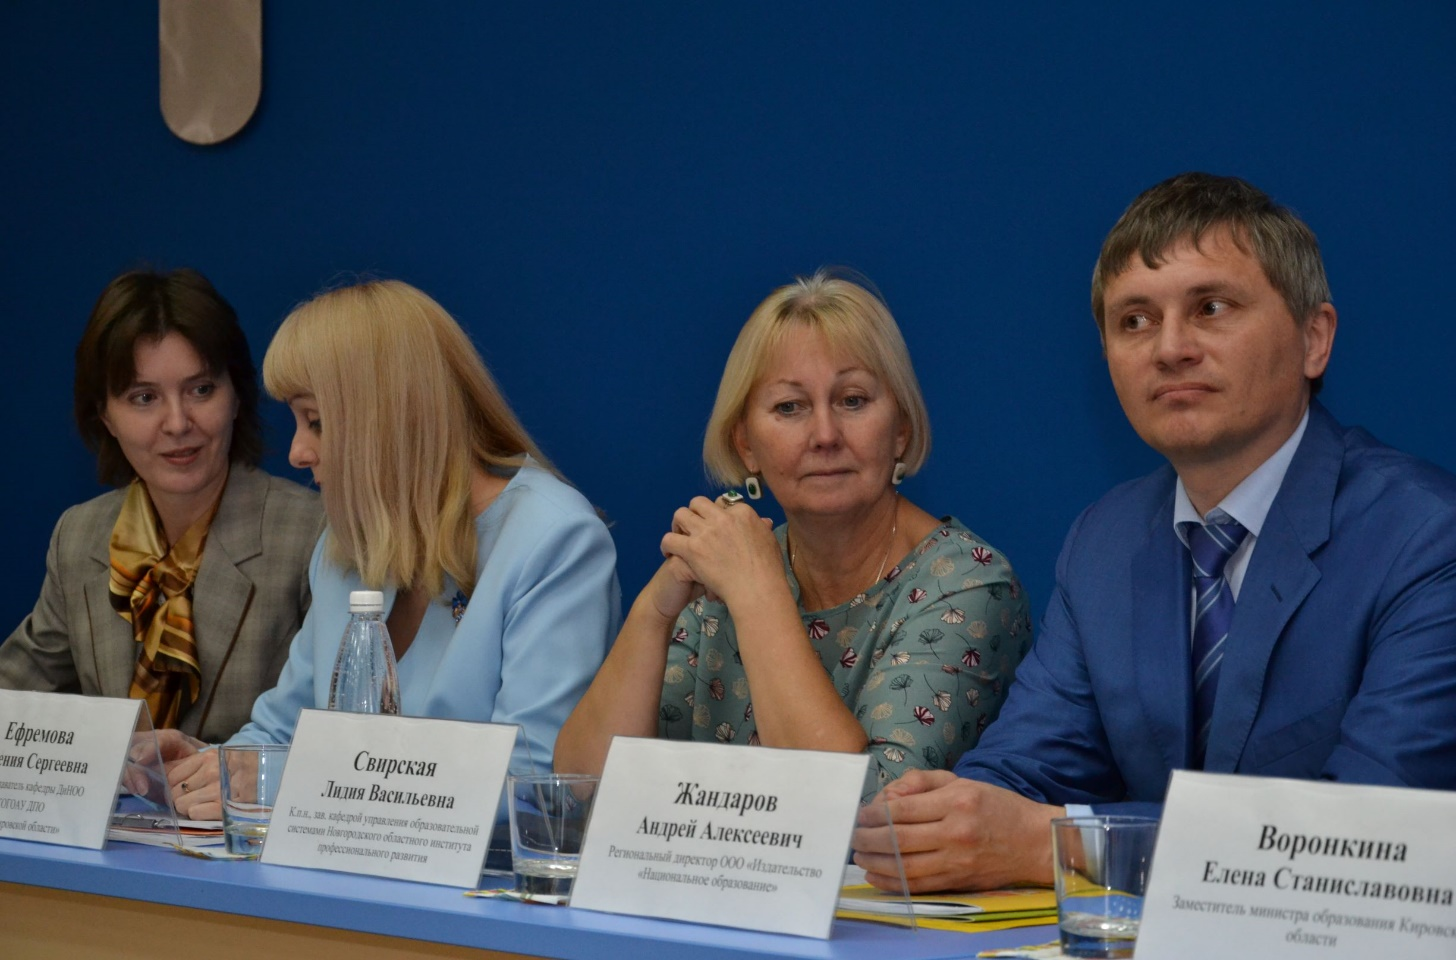 Ефремова
ения Сергеевна
кафедры ДиНОО
КОГОАУ ДПО
области»
Свирская
Лидия Васильевна
К.п.н., зав. кафедрой управления образовательной
системами Новгородского областного института
профессионального развития
Жандаров
Андрей Алексеевич
Региональный директор ООО «Издательство
«Национальное образование»
Воронкина
Елена Станиславовна
Заместитель министра образования Кировск
области